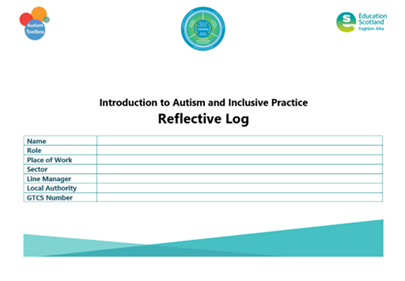 Autism
Toolbox
Education
Scotland
Foghlam Alba
Introduction to Autism and Inclusive Practice
Reflective Log
Name
Role
Place of Work
Sector
Line Manager
Local Authority
GTCS Number